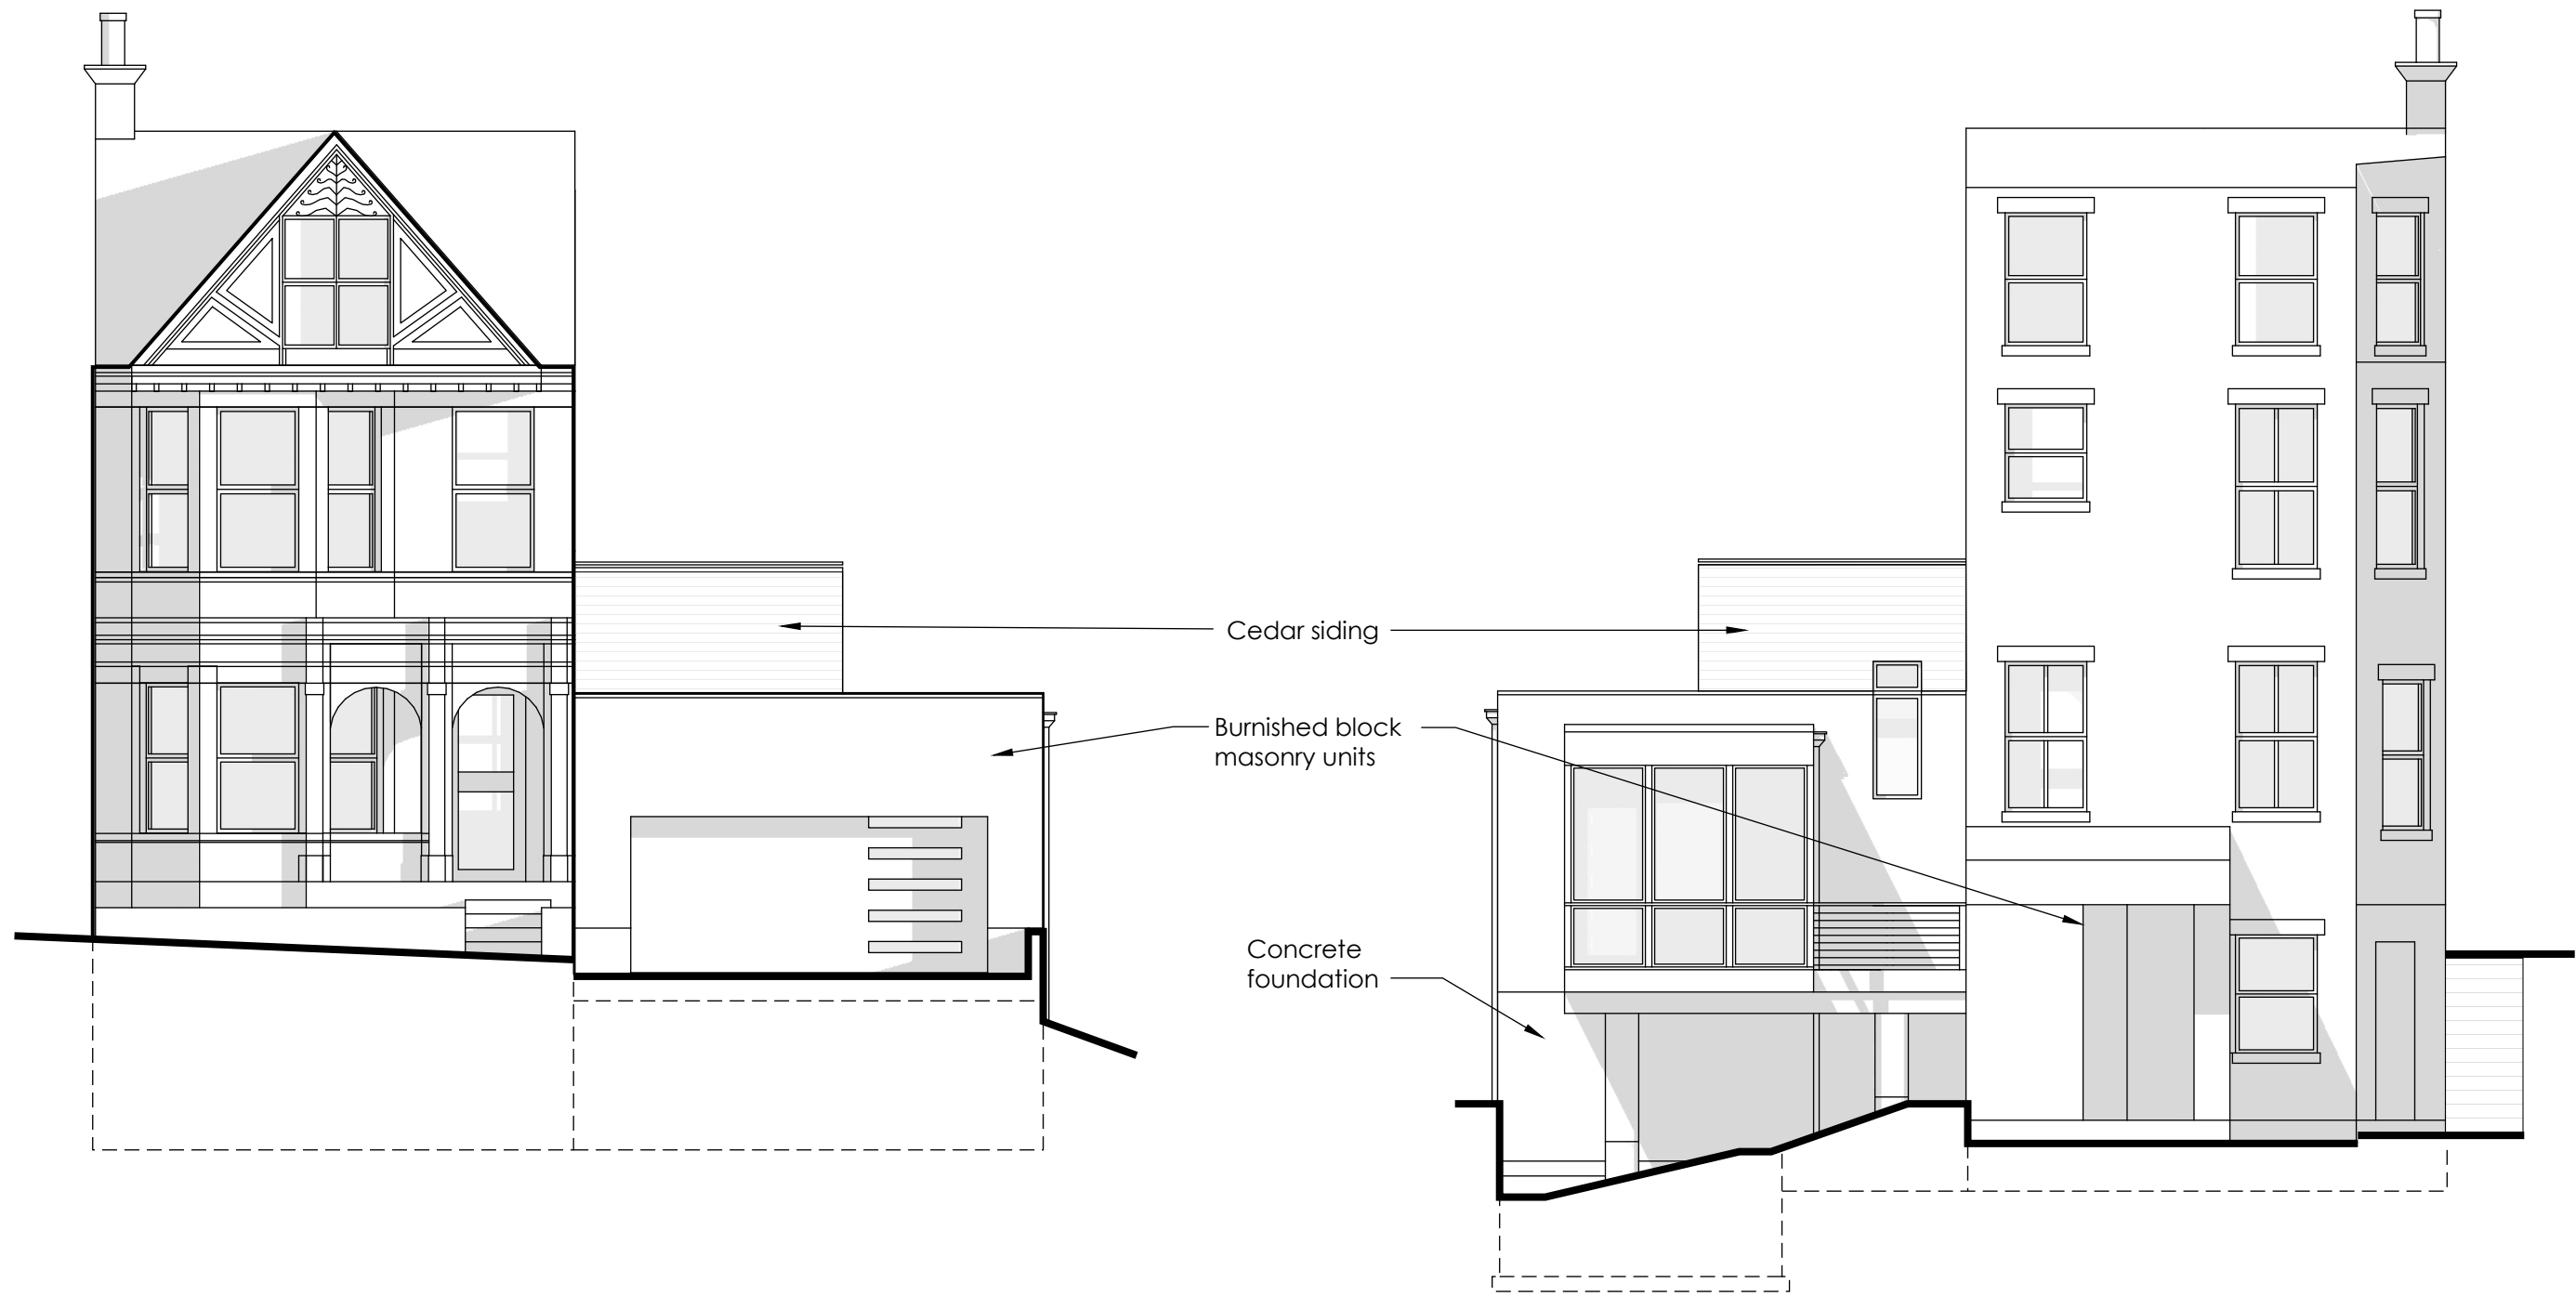 Cedar siding
Burnished block
masonry units
Concrete
foundation